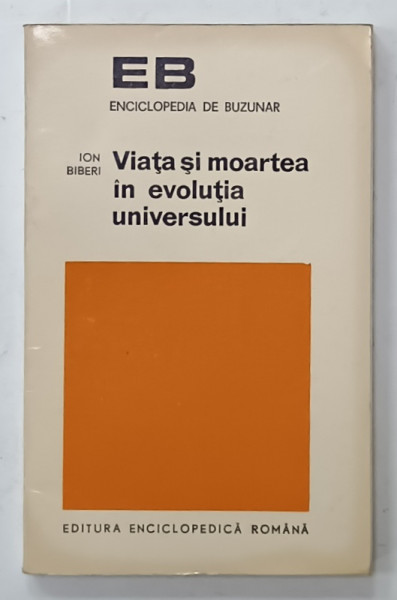 EB
ENCICLOPEDIA DE BUZUNAR
ION
BIBERI
Viaţa şi moartea
în evoluţia
universului
EDITURA ENCICLOPEDICĂ ROMÂNĂ